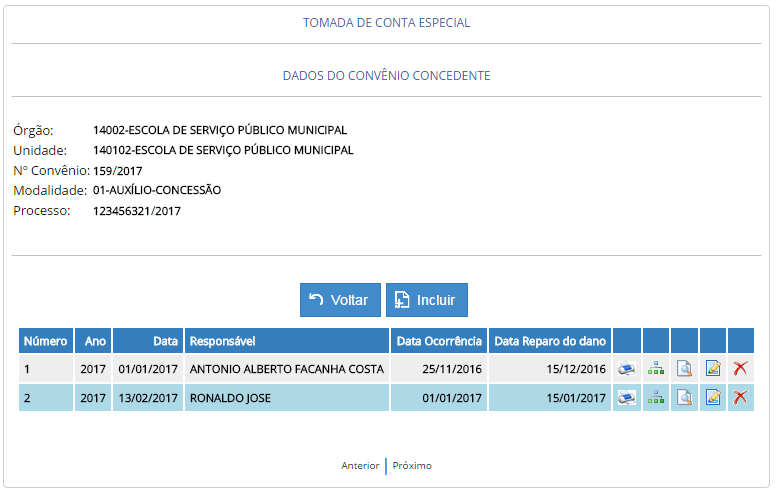 TOMADA DE CONTA ESPECIAL
DADOS DO CONVÊNIO CONCEDENTE
Órgão: 14002-ESCOLA DE SERVIÇO PÚBLICO MUNICIPAL
Unidade: 140102-ESCOLA DE SERVIÇO PÚBLICO MUNICIPAL
Nº Convênio: 159/2017
Modalidade: 01-AUXÍLIO-CONCESSÃO
Processo: 123456321/2017
Voltar Incluir
Número Ano Data Responsável Data Ocorrência Data Reparo do dano
1 2017 01/01/2017 ANTONIO ALBERTO FACANHA COSTA 25/11/2016 15/12/2016
2 2017 13/02/2017 RONALDO JOSE 01/01/2017 15/01/2017
Anterior Próximo